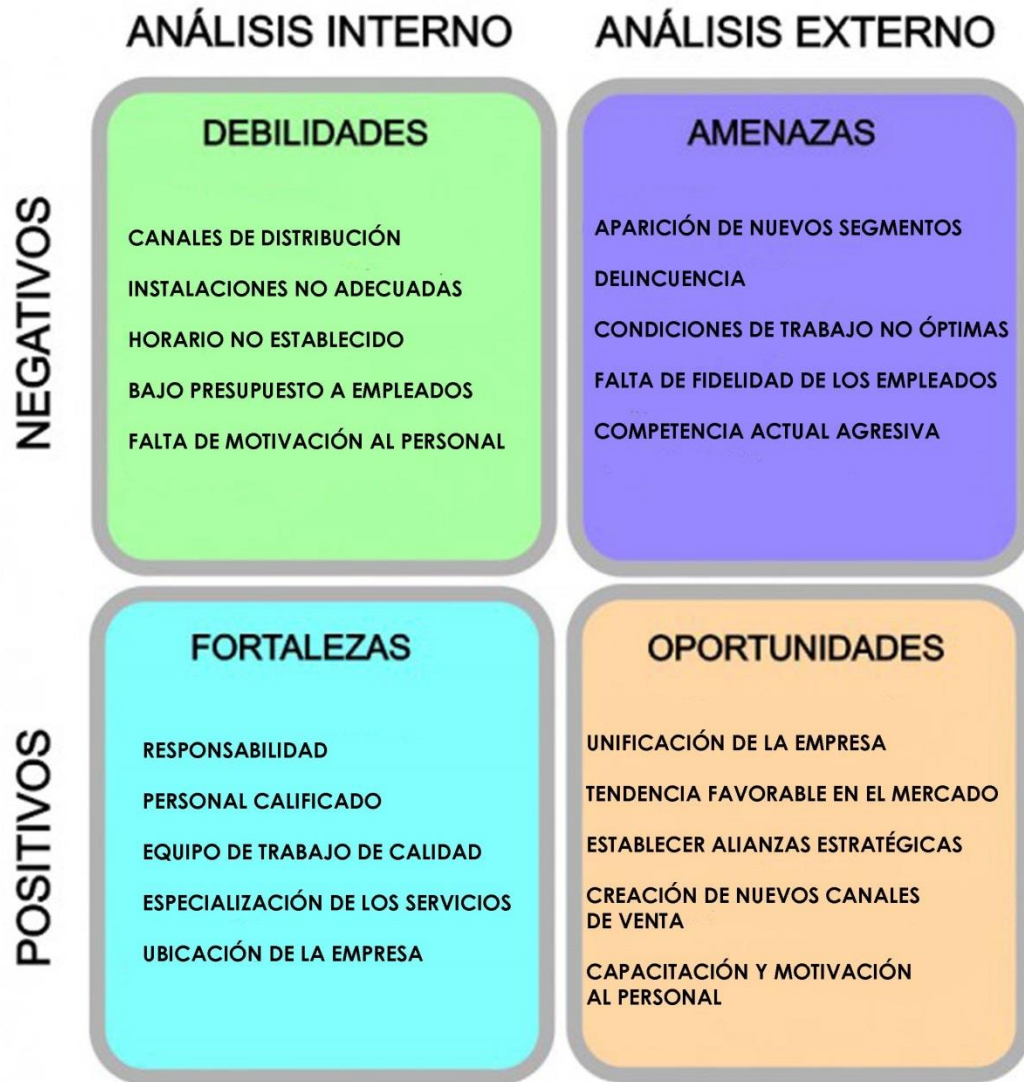 ANÁLISIS INTERNO
ANÁLISIS EXTERNO
NEGATIVOS
DEBILIDADES
CANALES DE DISTRIBUCIÓN
INSTALACIONES NO ADECUADAS
HORARIO NO ESTABLECIDO
BAJO PRESUPUESTO A EMPLEADOS
FALTA DE MOTIVACIÓN AL PERSONAL
AMENAZAS
APARICIÓN DE NUEVOS SEGMENTOS
DELINCUENCIA
CONDICIONES DE TRABAJO NO ÓPTIMAS
FALTA DE FIDELIDAD DE LOS EMPLEADOS
COMPETENCIA ACTUAL AGRESIVA
POSITIVOS
FORTALEZAS
RESPONSABILIDAD
PERSONAL CALIFICADO
EQUIPO DE TRABAJO DE CALIDAD
ESPECIALIZACIÓN DE LOS SERVICIOS
UBICACIÓN DE LA EMPRESA
OPORTUNIDADES
UNIFICACIÓN DE LA EMPRESA
TENDENCIA FAVORABLE EN EL MERCADO
ESTABLECER ALIANZAS ESTRATÉGICAS
CREACIÓN DE NUEVOS CANALES
DE VENTA
CAPACITACIÓN Y MOTIVACIÓN
AL PERSONAL